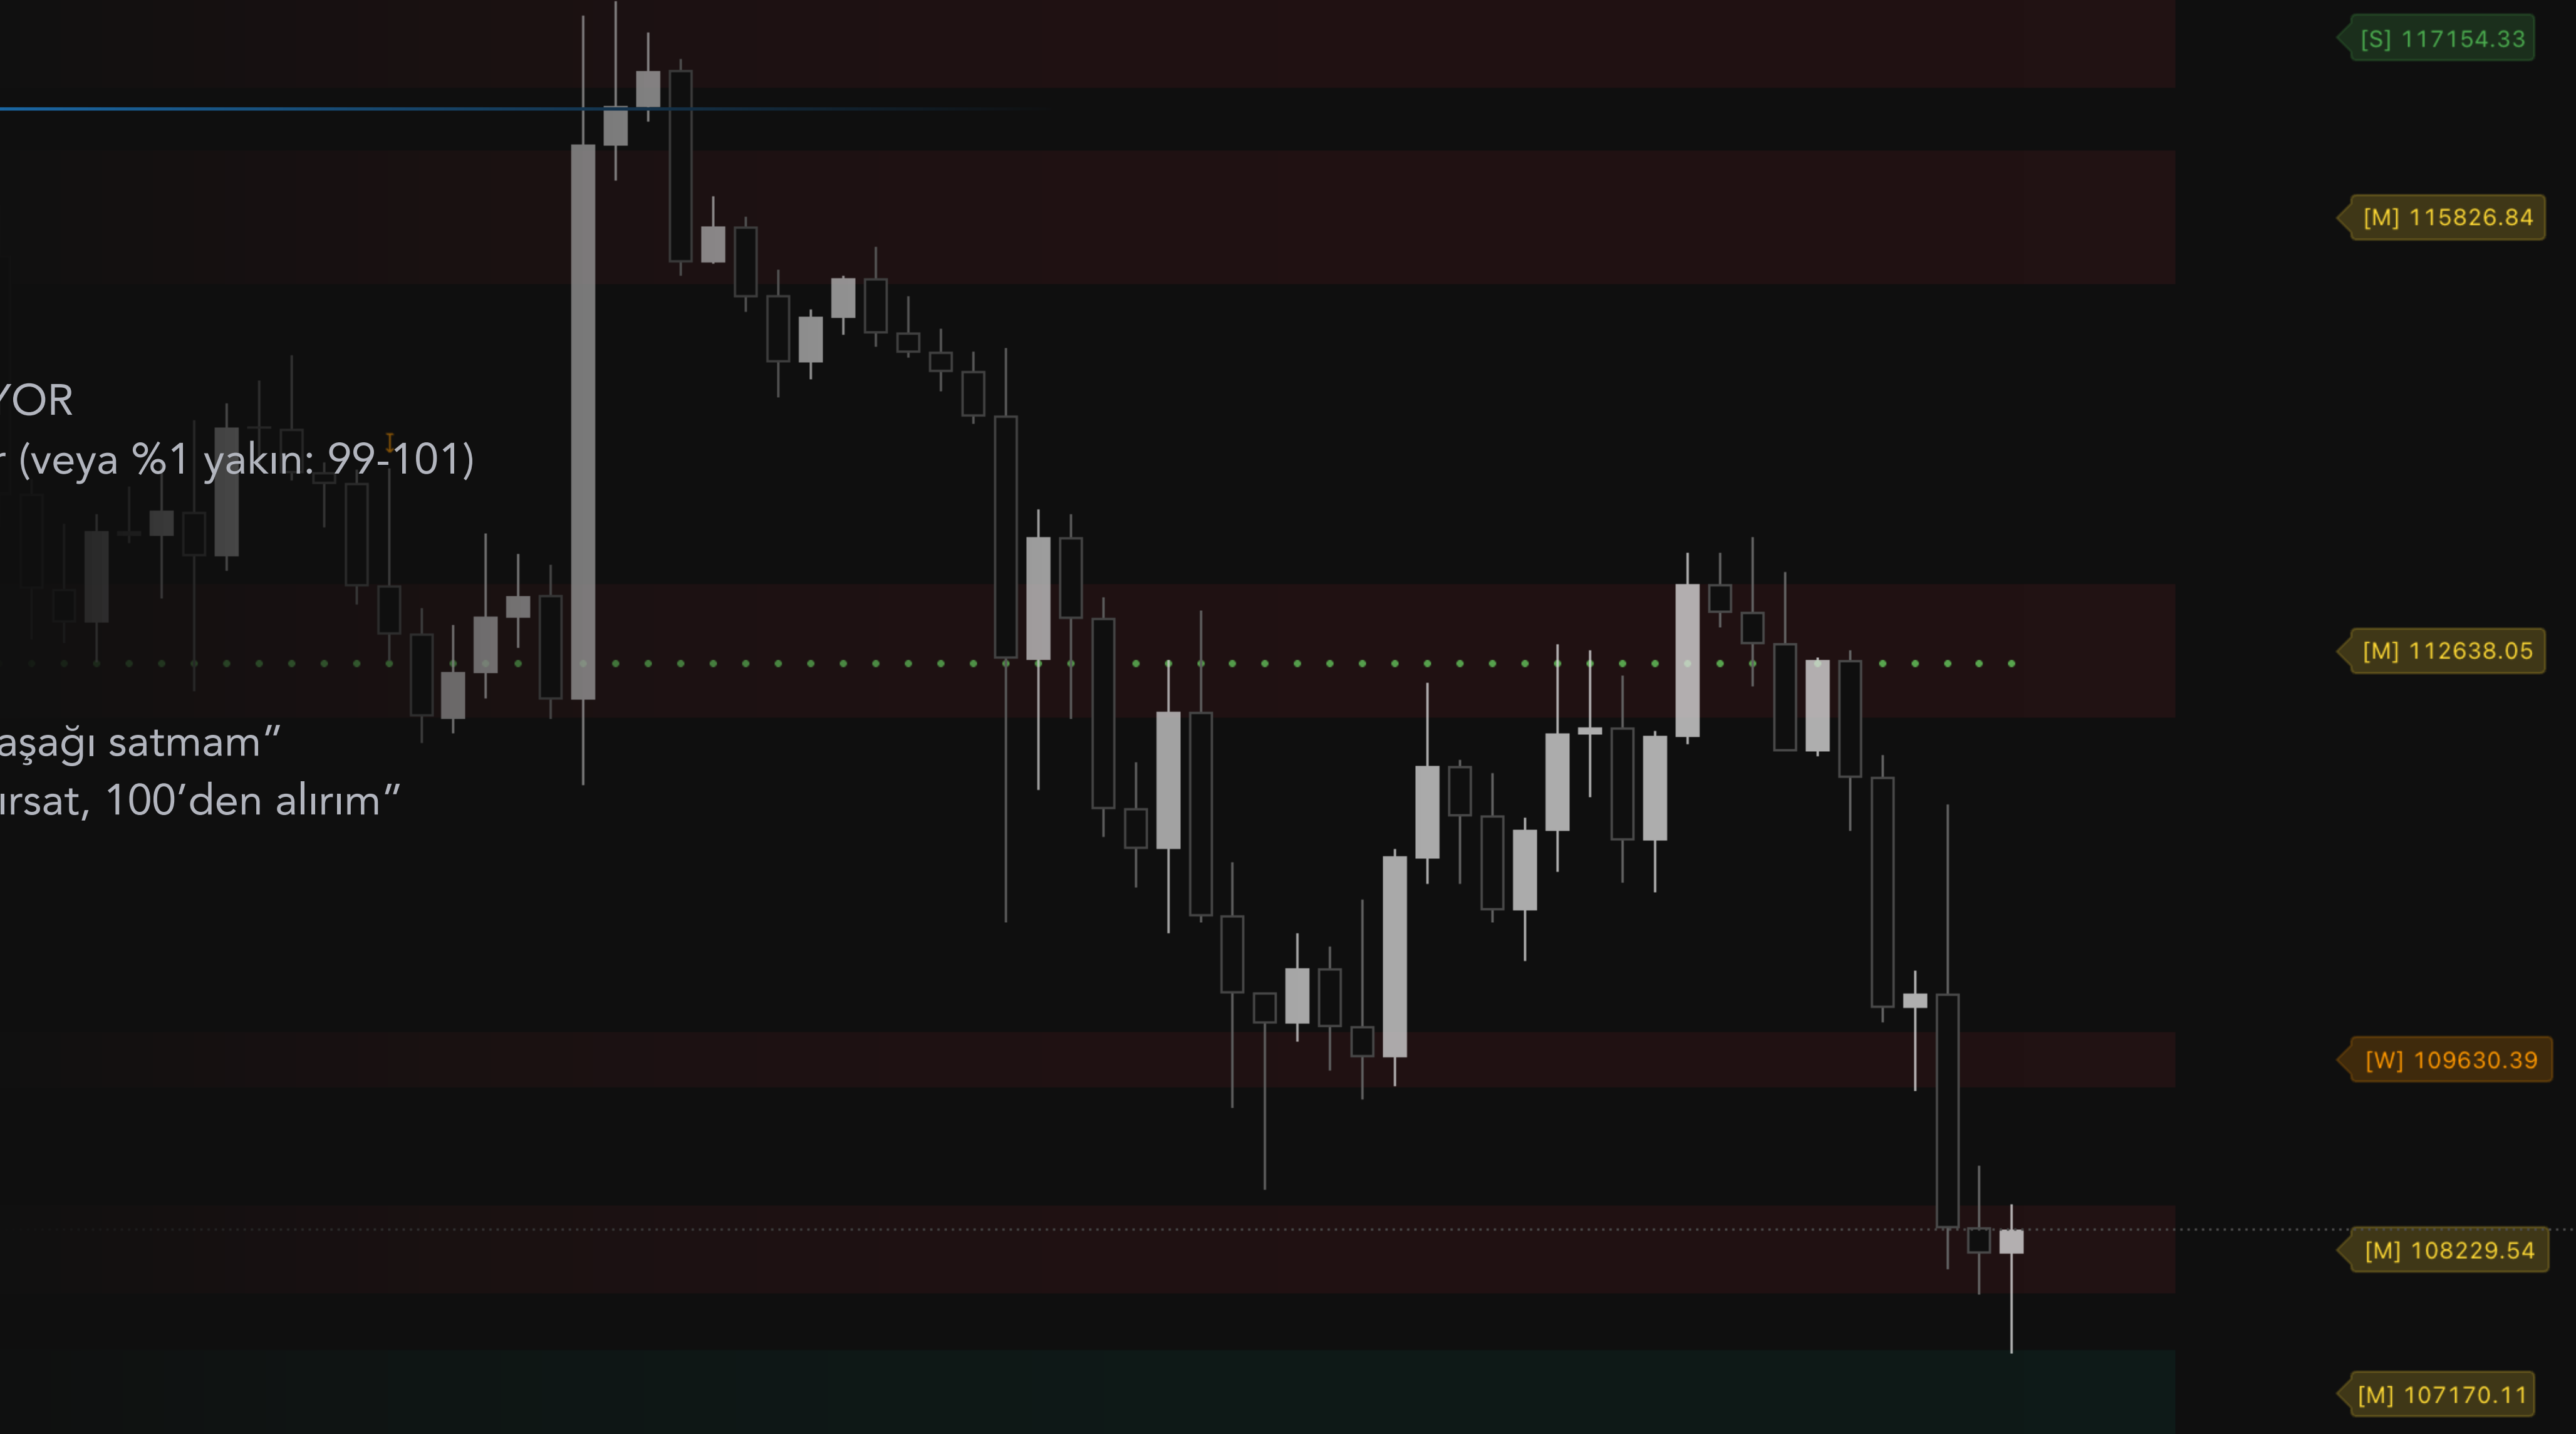 [S] 117154.33
[M] 115826.84
YOR
(veya %1 yakın: 99-101)
[M] 112638.05
aşağı satmam”
100’den alırım”
[W] 109630.39
[M] 108229.54
[M] 107170.11